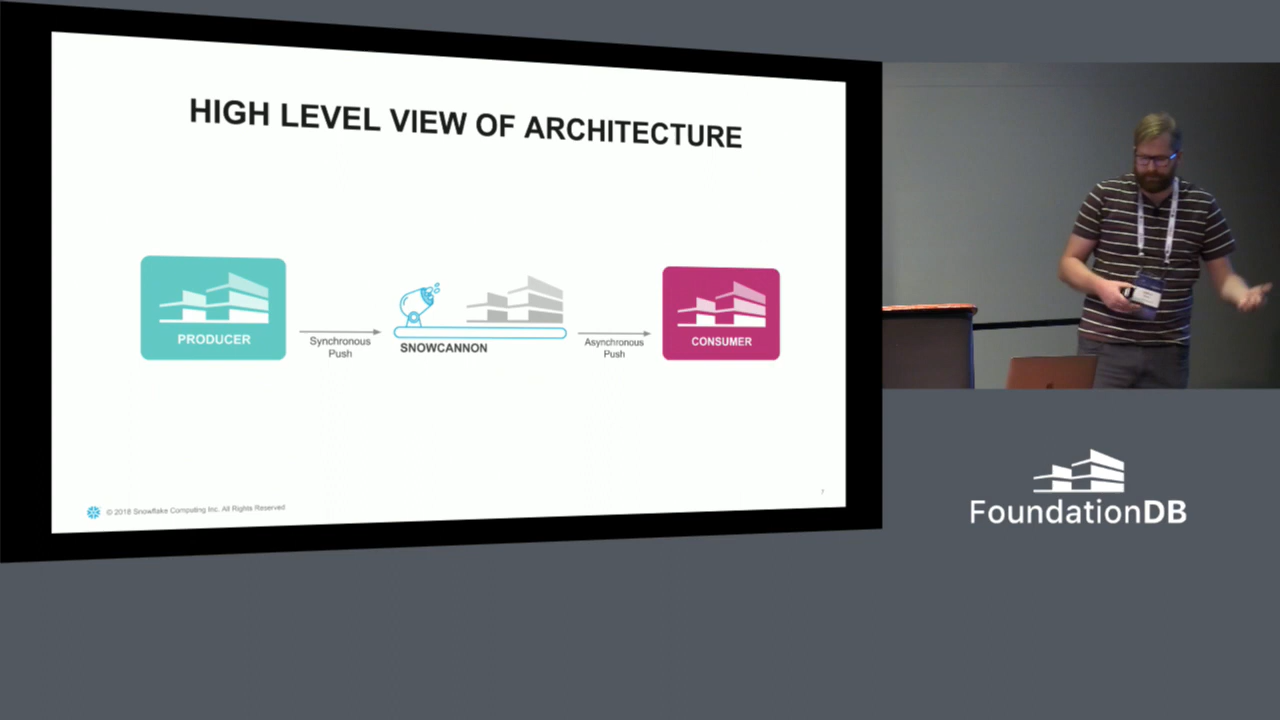 HIGH LEVEL VIEW OF ARCHITECTURE
PRODUCER
Synchronous
Push
SNOWCANNON
Asynchronous
Push
CONSUMER
© 2018 Snowflake Computing Inc. All Rights Reserved
7
FoundationDB